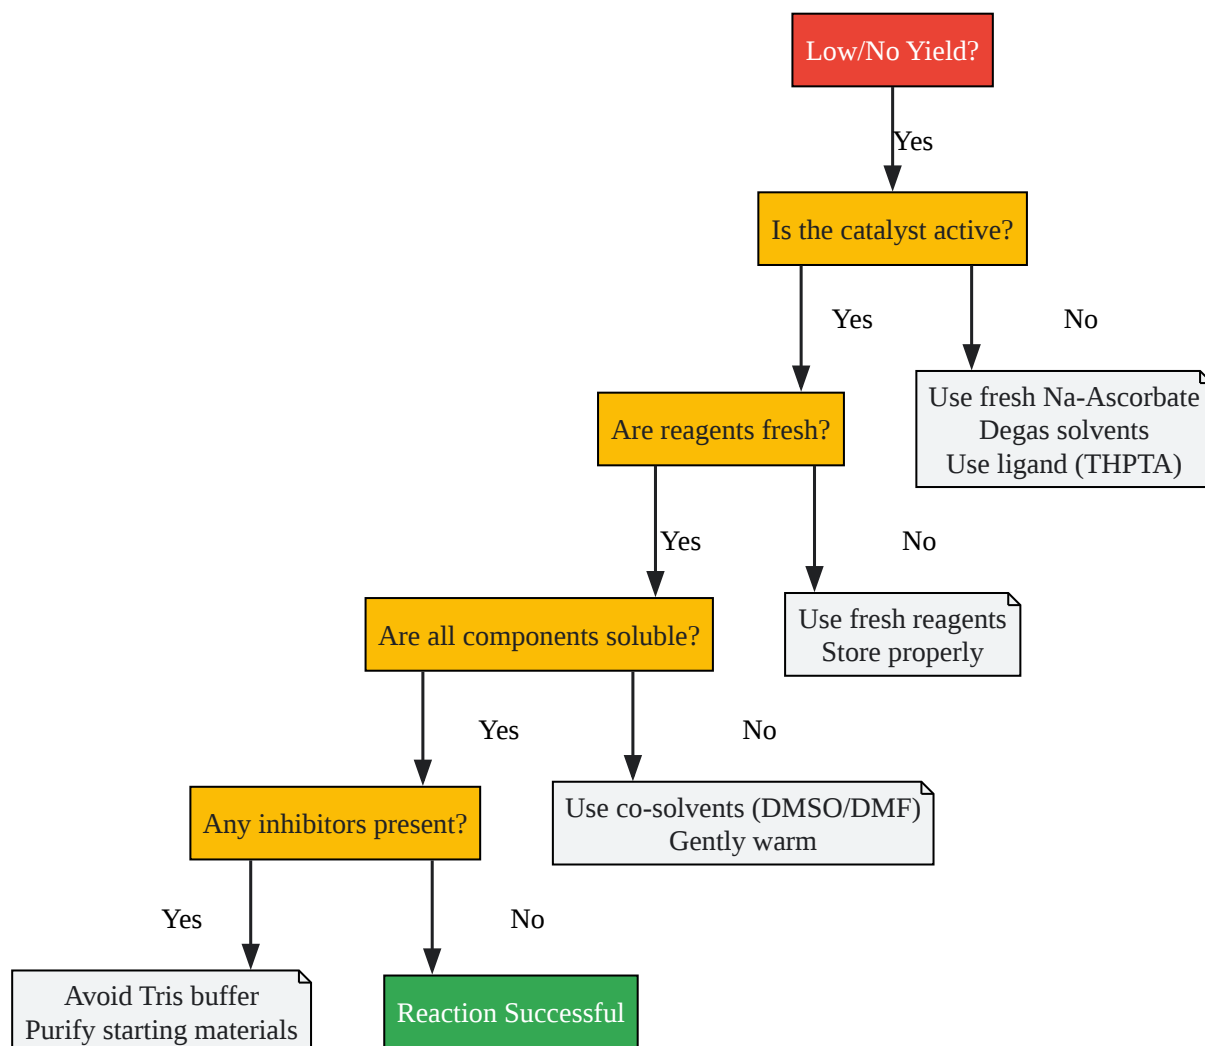 Low/No Yield?
Yes
Is the catalyst active?
Yes
No
Use fresh Na-Ascorbate
Degas solvents
Use ligand (THPTA)
Are reagents fresh?
Yes
No
Use fresh reagents
Store properly
Are all components soluble?
Yes
No
Use co-solvents (DMSO/DMF)
Gently warm
Any inhibitors present?
Yes
No
Avoid Tris buffer
Purify starting materials
Reaction Successful